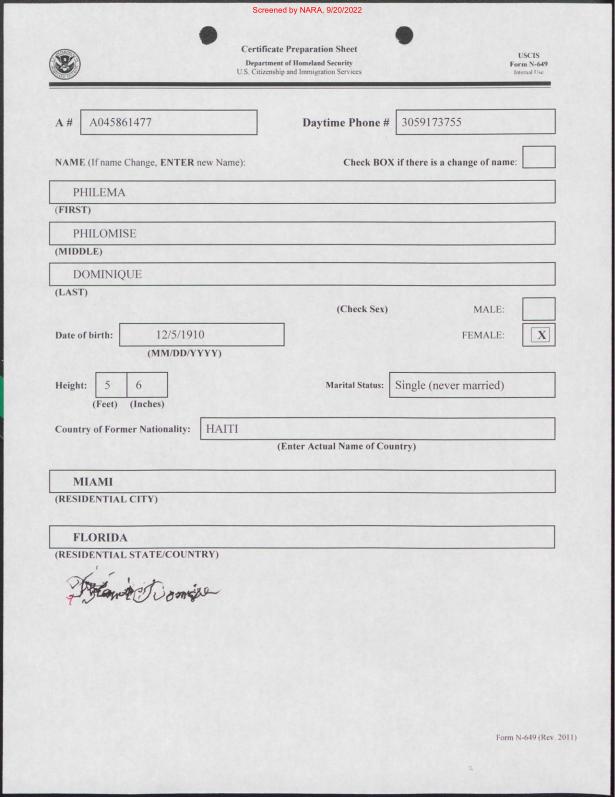 Screened by NARA, 9/20/2022
Certificate Preparation Sheet
Department of Homeland Security
U.S. Citizenship and Immigration Services
USCIS
Form N-649
Internal Use
A # A045861477 Daytime Phone # 3059173755
NAME (If name Change, ENTER new Name): Check BOX if there is a change of name:
PHILEMA
(FIRST)
PHILOMISE
(MIDDLE)
DOMINIQUE
(LAST)
(Check Sex) MALE:
Date of birth: 12/5/1910 FEMALE: X
(MM/DD/YYYY)
Height: 5 6 Marital Status: Single (never married)
(Feet) (Inches)
Country of Former Nationality: HAITI
(Enter Actual Name of Country)
MIAMI
(RESIDENTIAL CITY)
FLORIDA
(RESIDENTIAL STATE/COUNTRY)
Form N-649 (Rev. 2011)